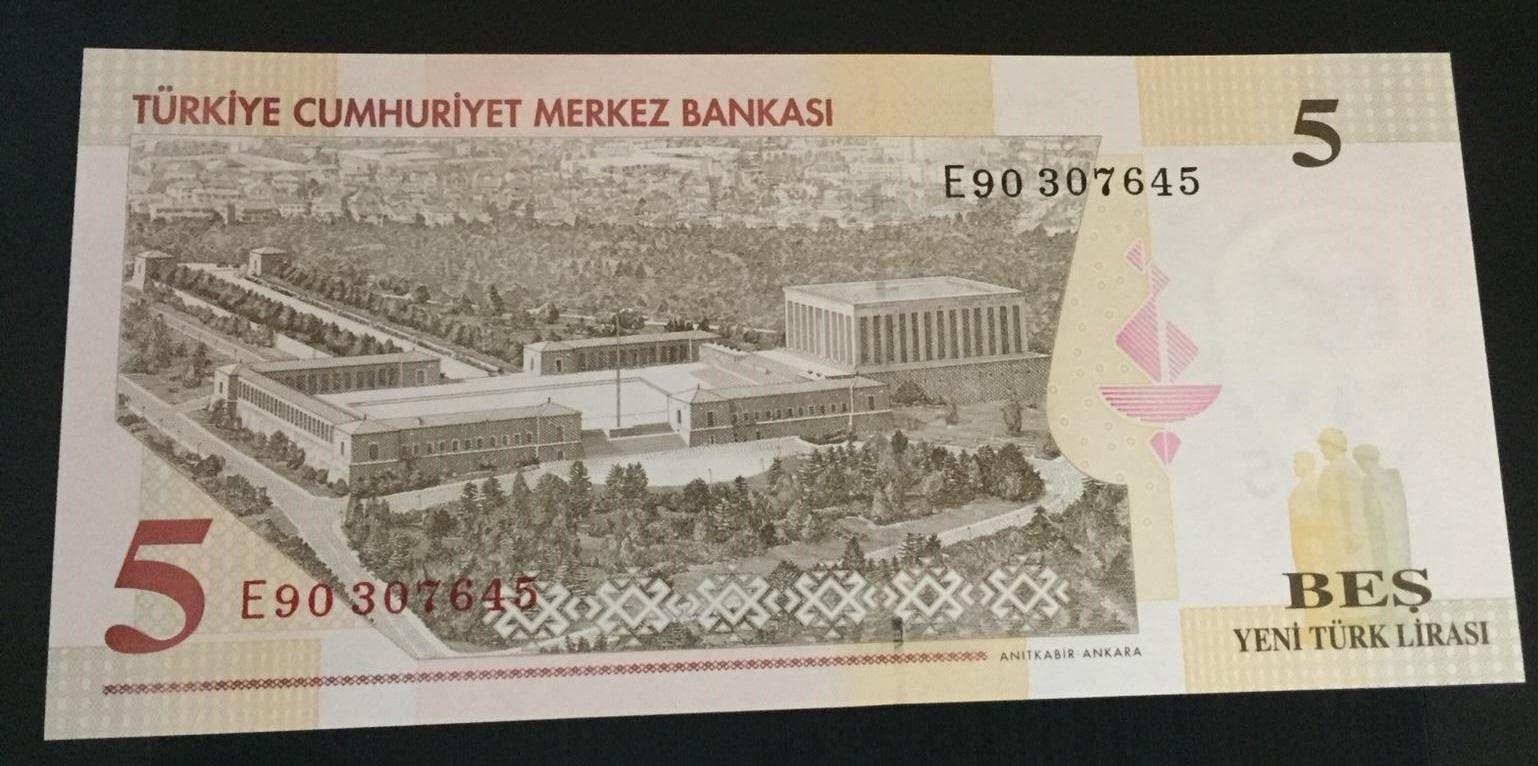 TÜRKİYE CUMHURİYET MERKEZ BANKASI
5
E90 307645
5
E90 307645
ANITKABİR-ANKARA
BEŞ
YENİ TÜRK LİRASI